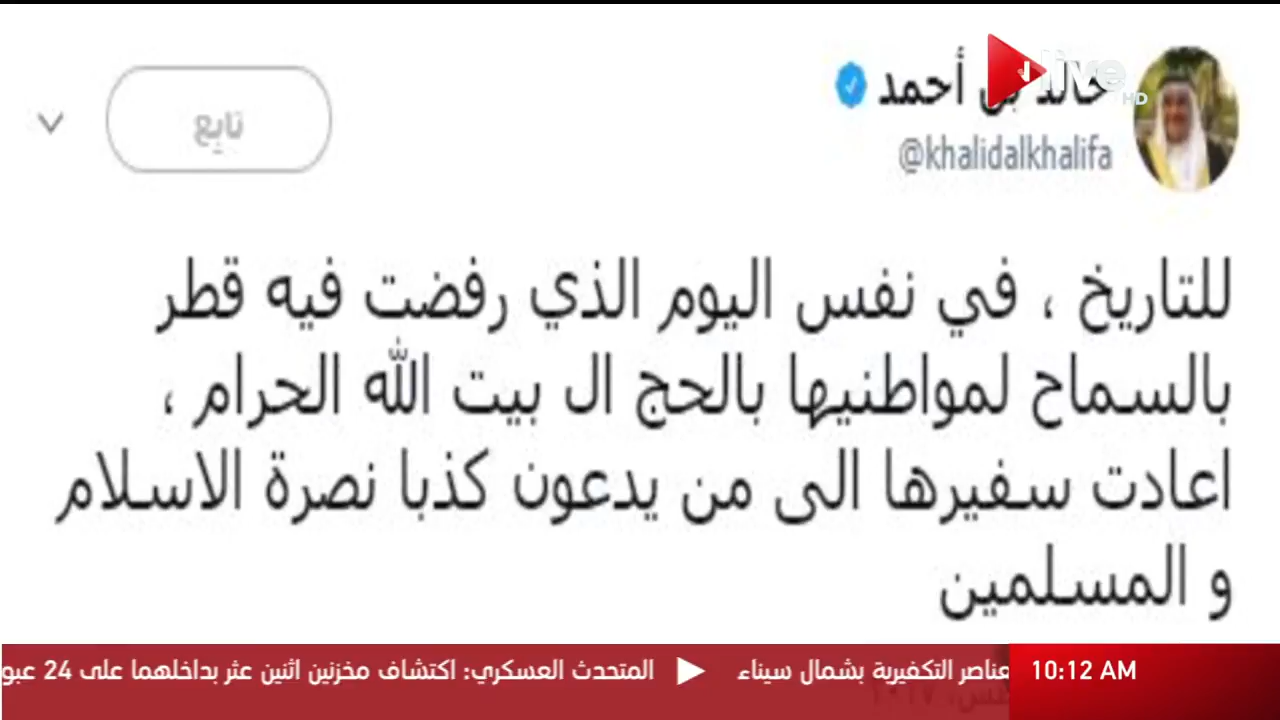 خالد بن أحمد
live
HD
@khalidalkhalifa
تابع
للتاريخ ، في نفس اليوم الذي رفضت فيه قطر
بالسماح لمواطنيها بالحج ال بيت الله الحرام ،
اعادت سفيرها الى من يدعون كذبا نصرة الاسلام
و المسلمين
10:12 AM
عناصر التكفيرية بشمال سيناء ◀ المتحدث العسكري: اكتشاف مخزنين اثنين عثر بداخلهما على 24 عبو